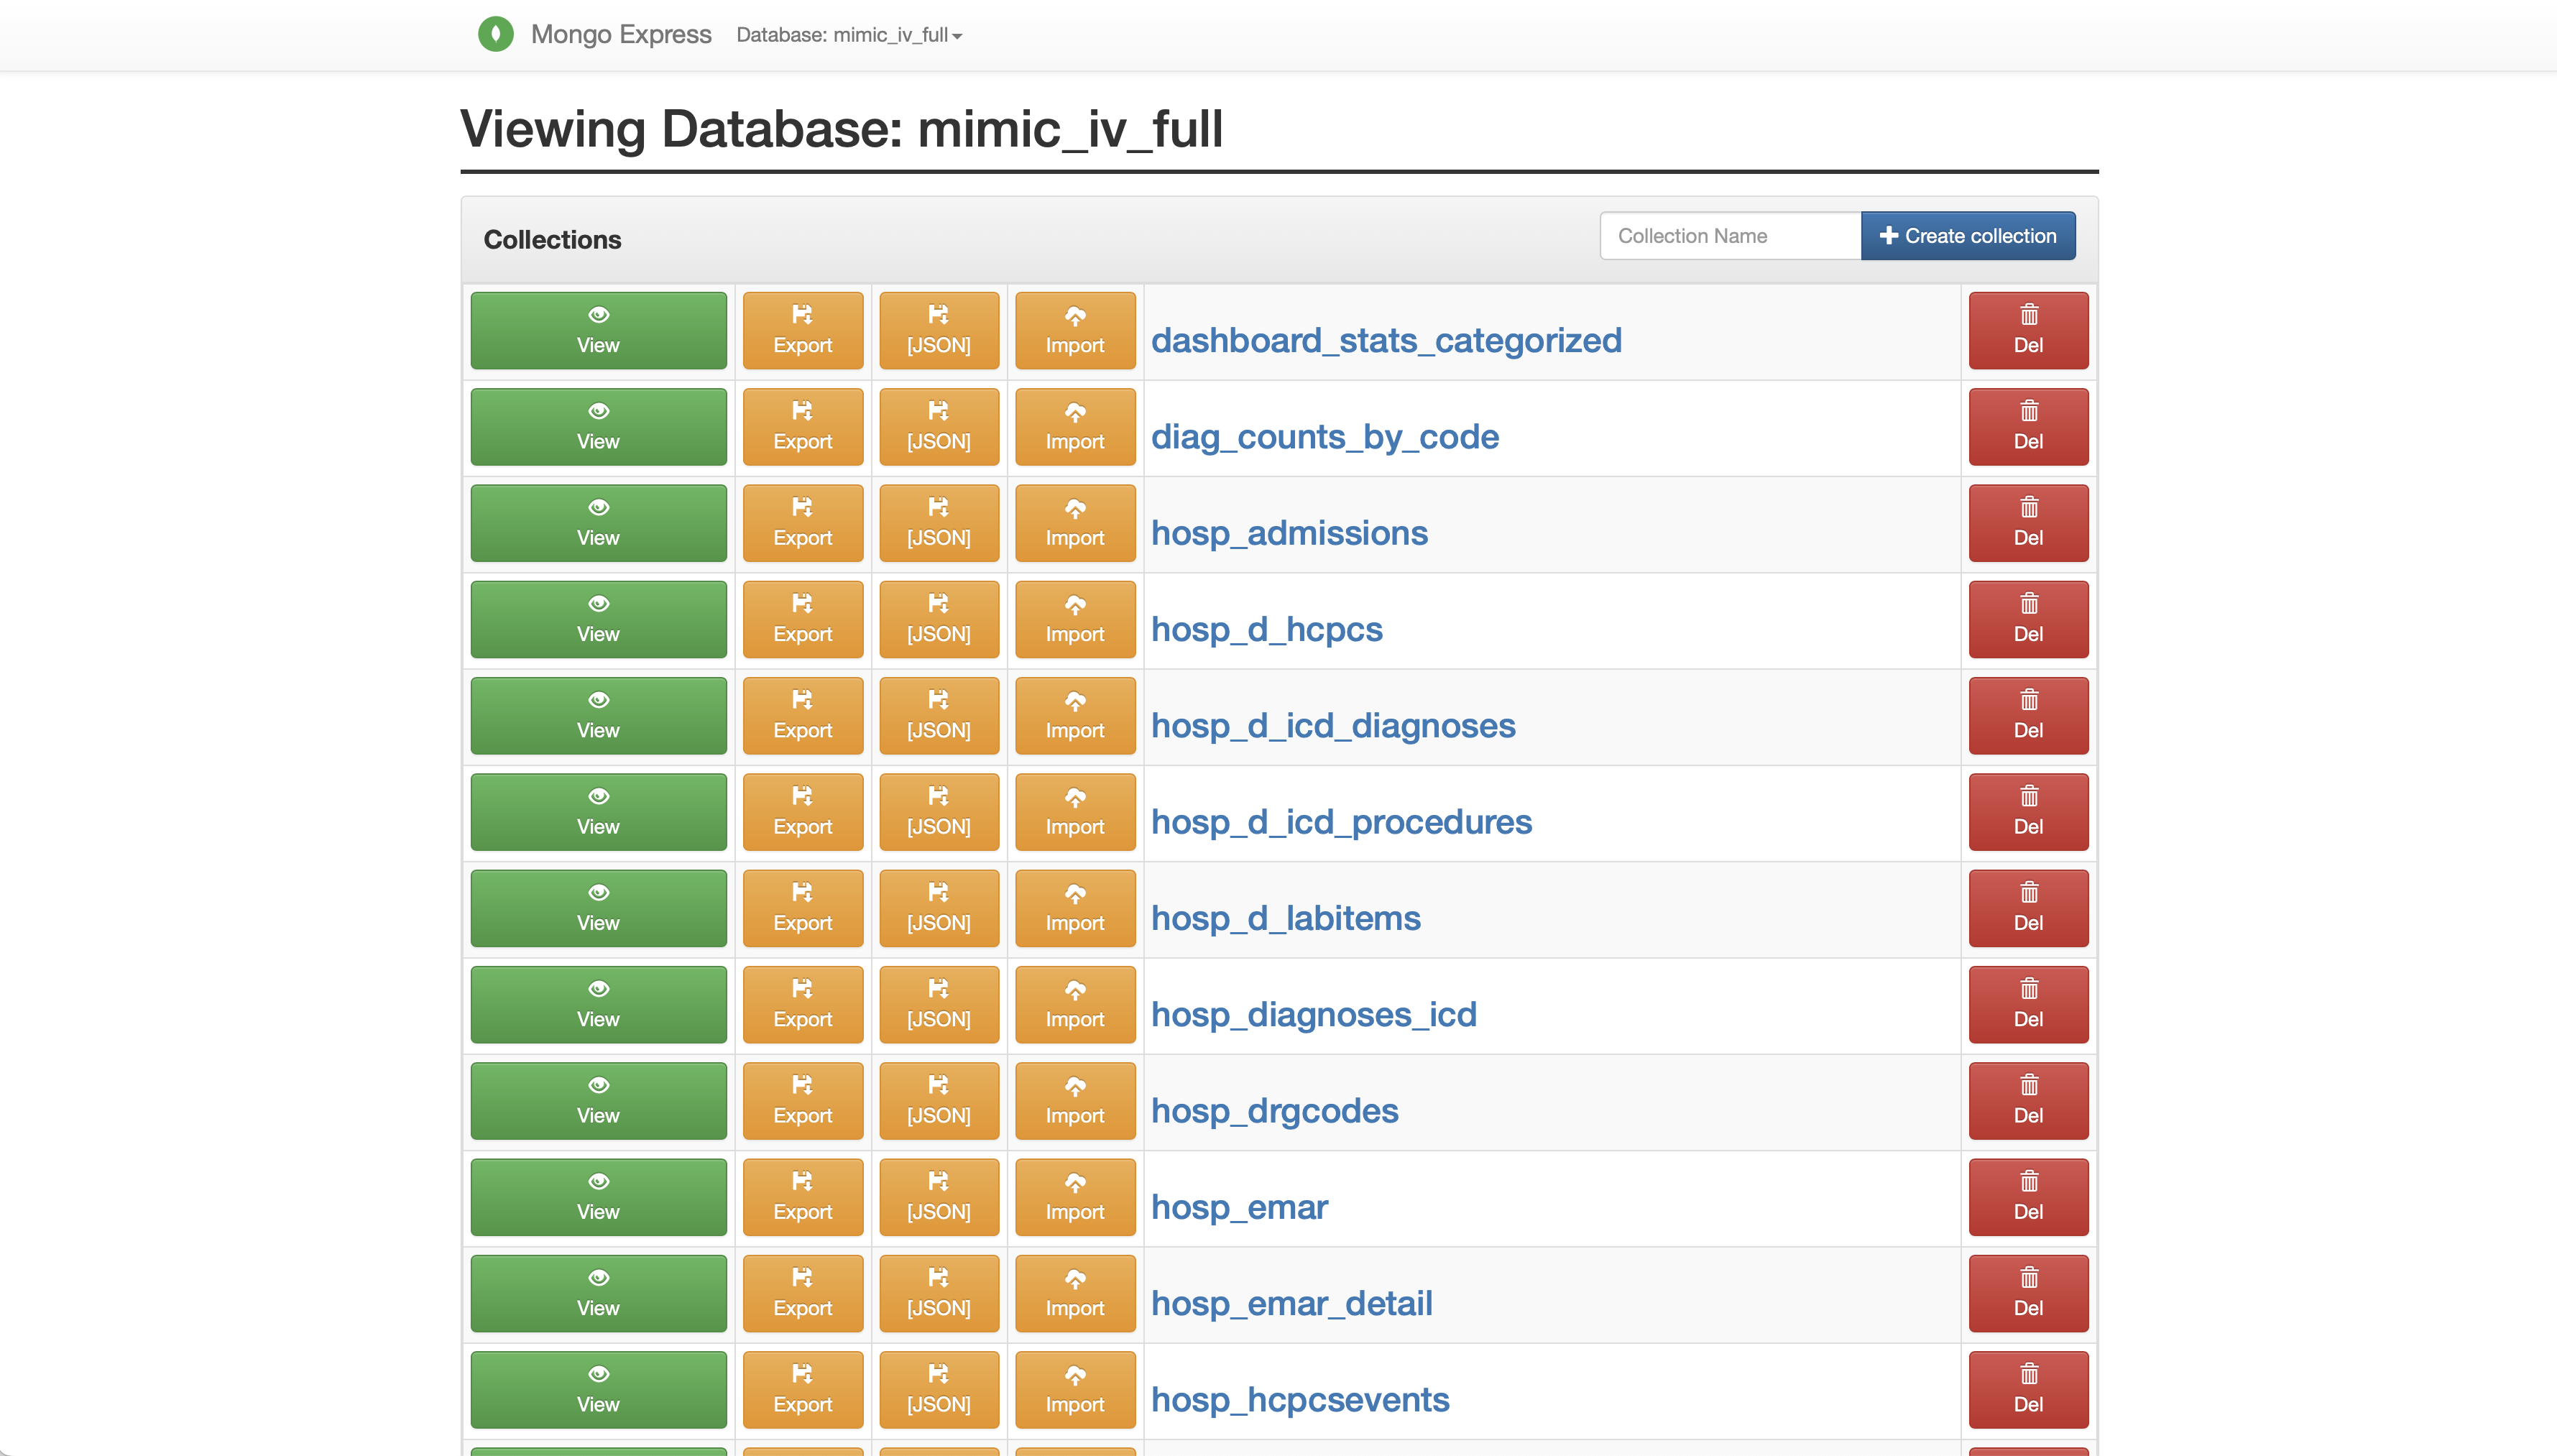 Mongo Express Database: mimic_iv_full
Viewing Database: mimic_iv_full
Collections Collection Name Create collection
View Export [JSON] Import dashboard_stats_categorized Del
View Export [JSON] Import diag_counts_by_code Del
View Export [JSON] Import hosp_admissions Del
View Export [JSON] Import hosp_d_hcpcs Del
View Export [JSON] Import hosp_d_icd_diagnoses Del
View Export [JSON] Import hosp_d_icd_procedures Del
View Export [JSON] Import hosp_d_labitems Del
View Export [JSON] Import hosp_diagnoses_icd Del
View Export [JSON] Import hosp_drgcodes Del
View Export [JSON] Import hosp_emar Del
View Export [JSON] Import hosp_emar_detail Del
View Export [JSON] Import hosp_hcpcsevents Del